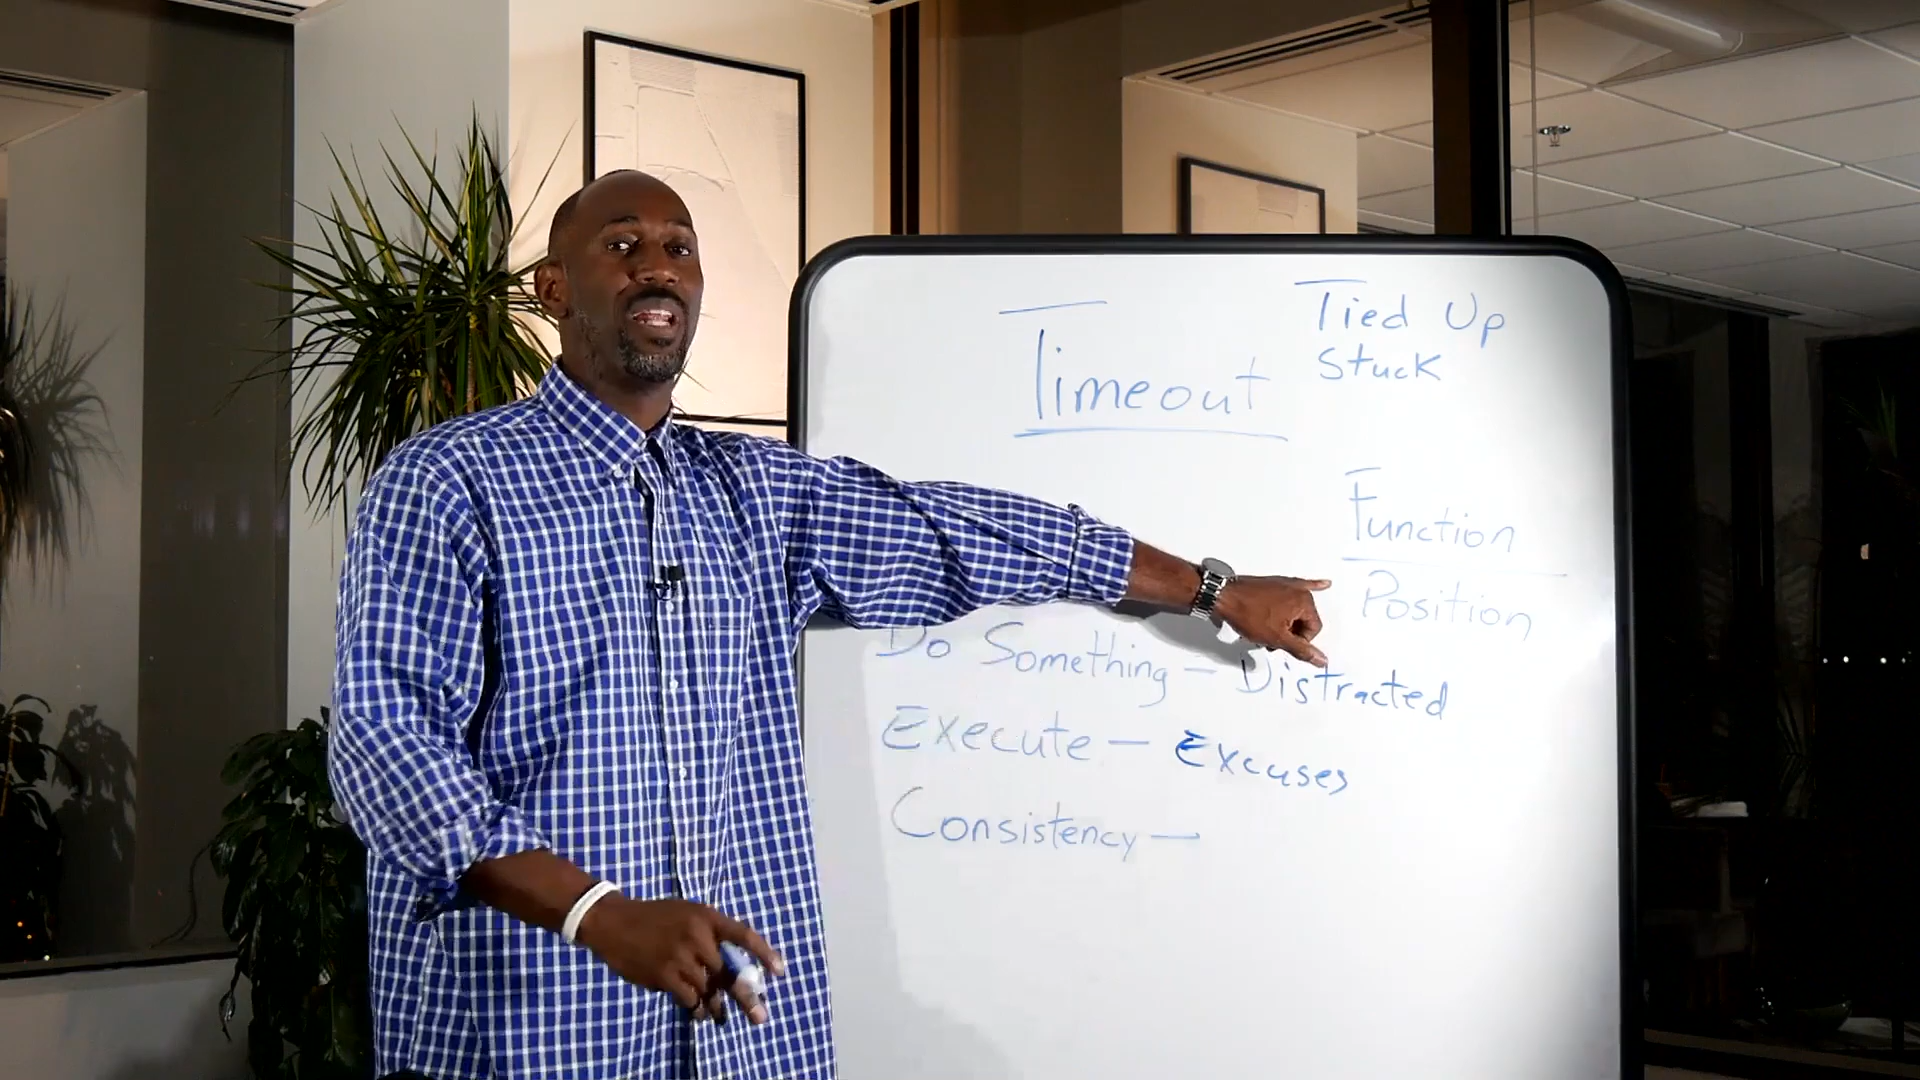 Timeout
Tied Up
Stuck
Function
Position
Do Something - Distracted
Execute - Excuses
Consistency -